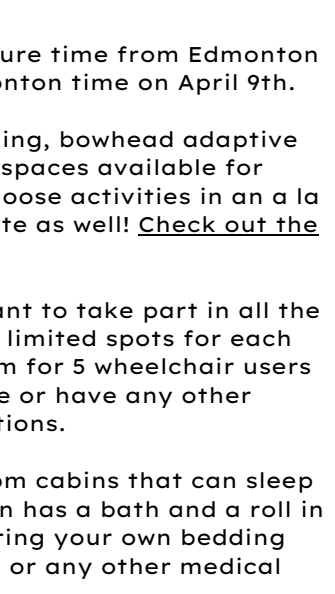 ure time from Edmonton
onton time on April 9th.
ing, bowhead adaptive
spaces available for
oose activities in an a la
te as well! Check out the
ant to take part in all the
limited spots for each
m for 5 wheelchair users
e or have any other
tions.
om cabins that can sleep
n has a bath and a roll in
ring your own bedding
or any other medical